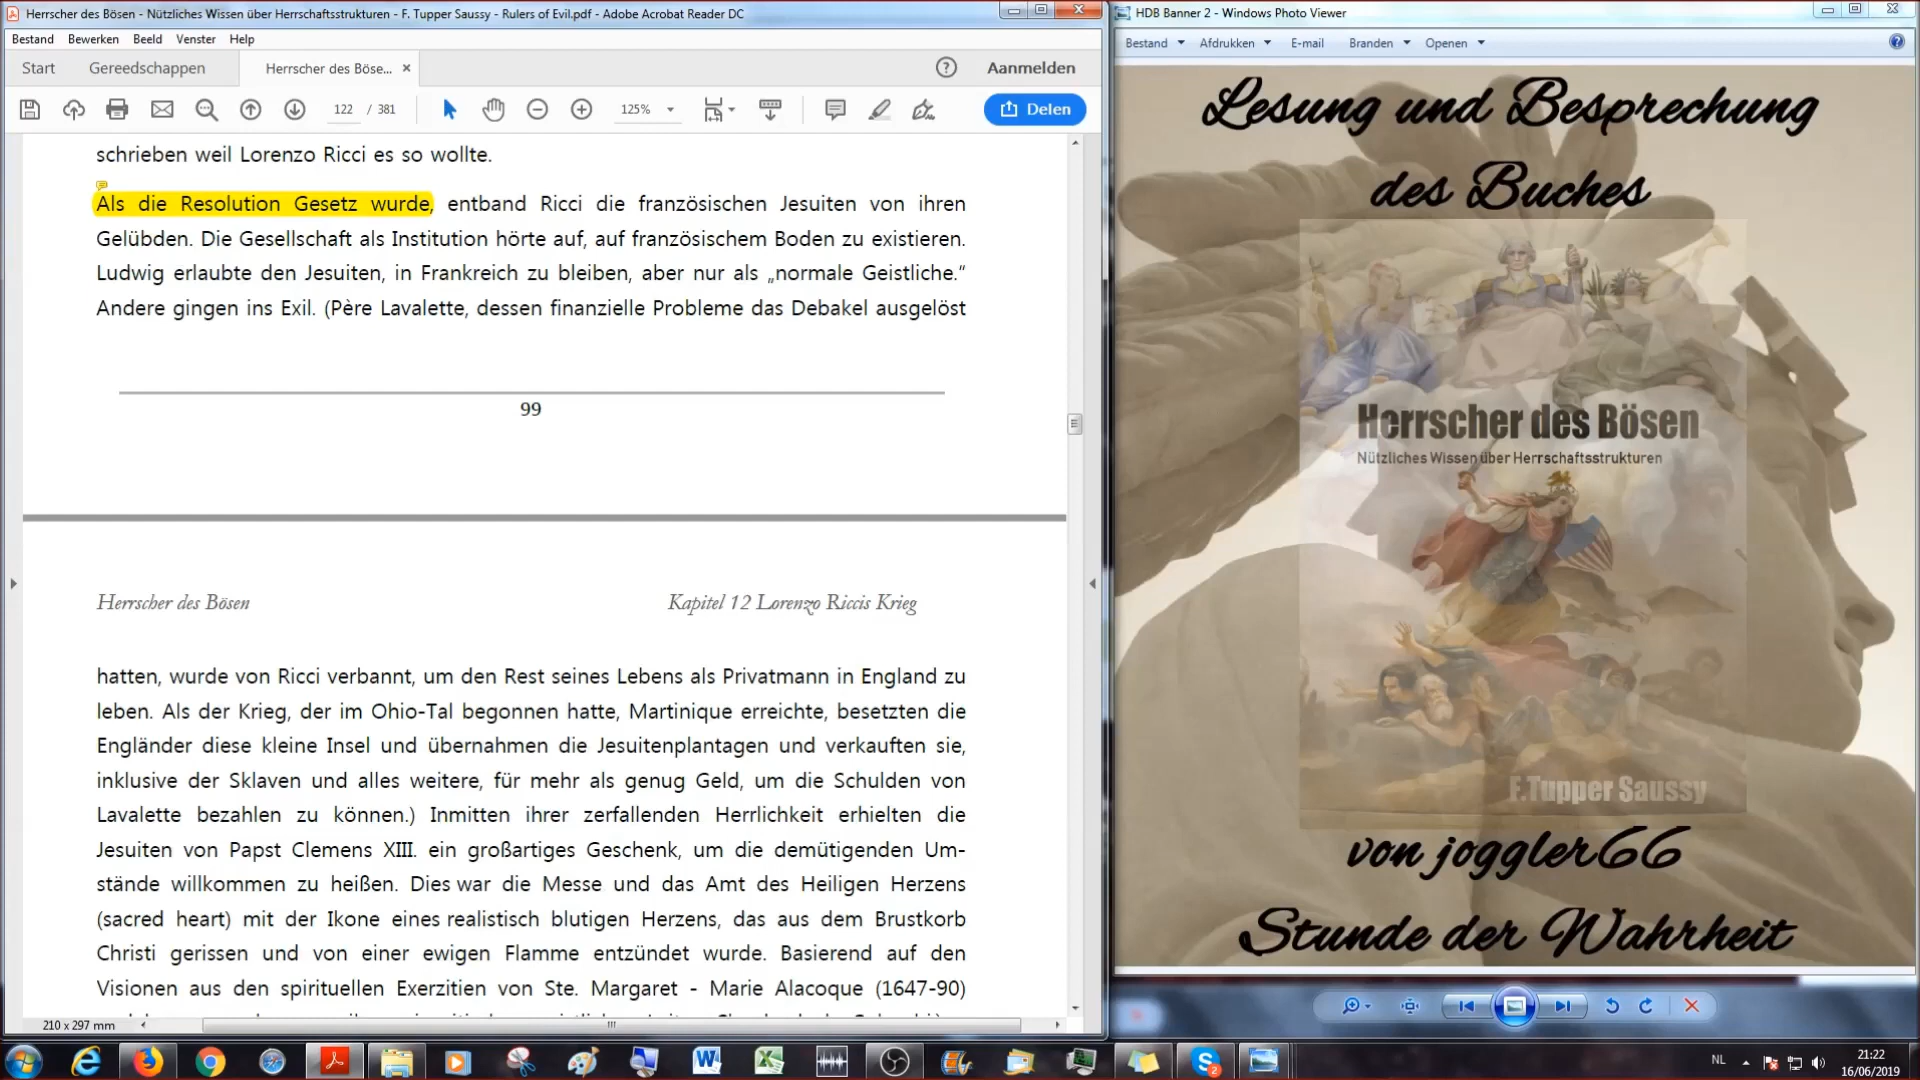 Herrscher des Bösen - Nützliches Wissen über Herrschaftsstrukturen - F. Tupper Saussy - Rulers of Evil.pdf - Adobe Acrobat Reader DC
Bestand Bewerken Beeld Venster Help
Start Gereedschappen Herrscher des Böse... × Aanmelden
122 / 381 125% Delen
schrieben weil Lorenzo Ricci es so wollte.
Als die Resolution Gesetz wurde, entband Ricci die französischen Jesuiten von ihren
Gelübden. Die Gesellschaft als Institution hörte auf, auf französischem Boden zu existieren.
Ludwig erlaubte den Jesuiten, in Frankreich zu bleiben, aber nur als „normale Geistliche.“
Andere gingen ins Exil. (Père Lavalette, dessen finanzielle Probleme das Debakel ausgelöst
99
Herrscher des Bösen Kapitel 12 Lorenzo Riccis Krieg
hatten, wurde von Ricci verbannt, um den Rest seines Lebens als Privatmann in England zu
leben. Als der Krieg, der im Ohio-Tal begonnen hatte, Martinique erreichte, besetzten die
Engländer diese kleine Insel und übernahmen die Jesuitenplantagen und verkauften sie,
inklusive der Sklaven und alles weitere, für mehr als genug Geld, um die Schulden von
Lavalette bezahlen zu können.) Inmitten ihrer zerfallenden Herrlichkeit erhielten die
Jesuiten von Papst Clemens XIII. ein großartiges Geschenk, um die demütigenden Um-
stände willkommen zu heißen. Dies war die Messe und das Amt des Heiligen Herzens
(sacred heart) mit der Ikone eines realistisch blutigen Herzens, das aus dem Brustkorb
Christi gerissen und von einer ewigen Flamme entzündet wurde. Basierend auf den
Visionen aus den spirituellen Exerzitien von Ste. Margaret - Marie Alacoque (1647-90)
210 x 297 mm
HDB Banner 2 - Windows Photo Viewer
Bestand Afdrukken E-mail Branden Openen
Lesung und Besprechung
des Buches
Herrscher des Bösen
Nützliches Wissen über Herrschaftsstrukturen
F.Tupper Saussy
von joggler66
Stunde der Wahrheit
NL 21:22
16/06/2019